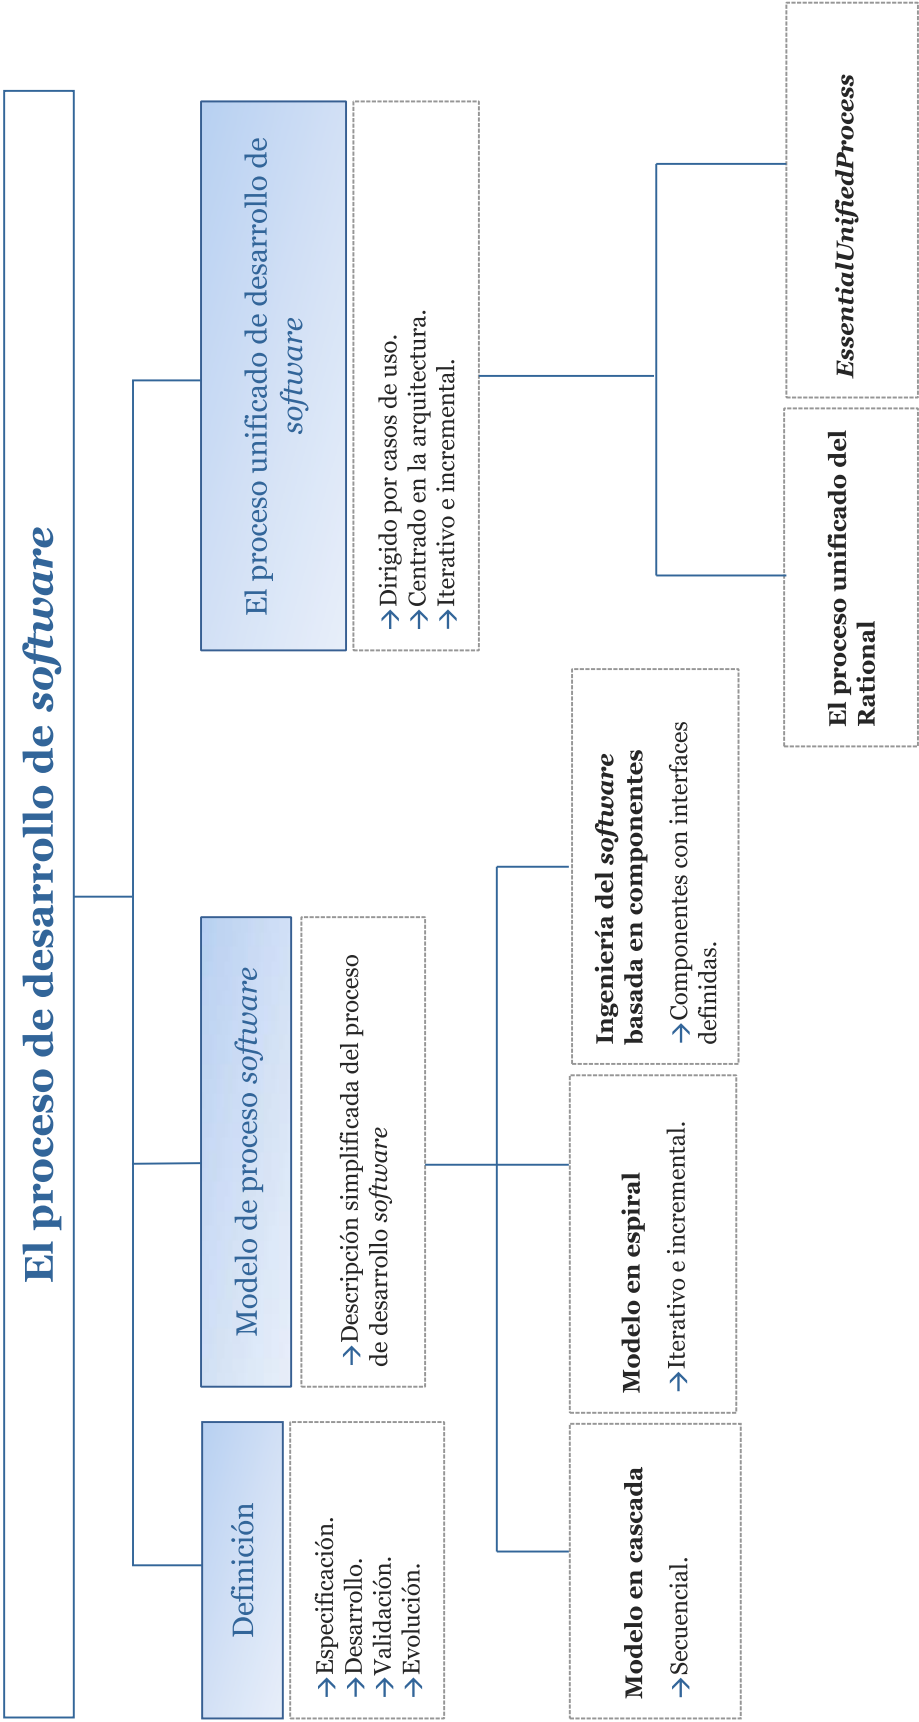 El proceso de desarrollo de software
Definición
→Especificación.
→Desarrollo.
→Validación.
→Evolución.
Modelo de proceso software
→Descripción simplificada del proceso
de desarrollo software
Modelo en cascada
→Secuencial.
Modelo en espiral
→Iterativo e incremental.
Ingeniería del software
basada en componentes
→Componentes con interfaces
definidas.
El proceso unificado de desarrollo de
software
→Dirigido por casos de uso.
→Centrado en la arquitectura.
→Iterativo e incremental.
El proceso unificado del
Rational
EssentialUnifiedProcess